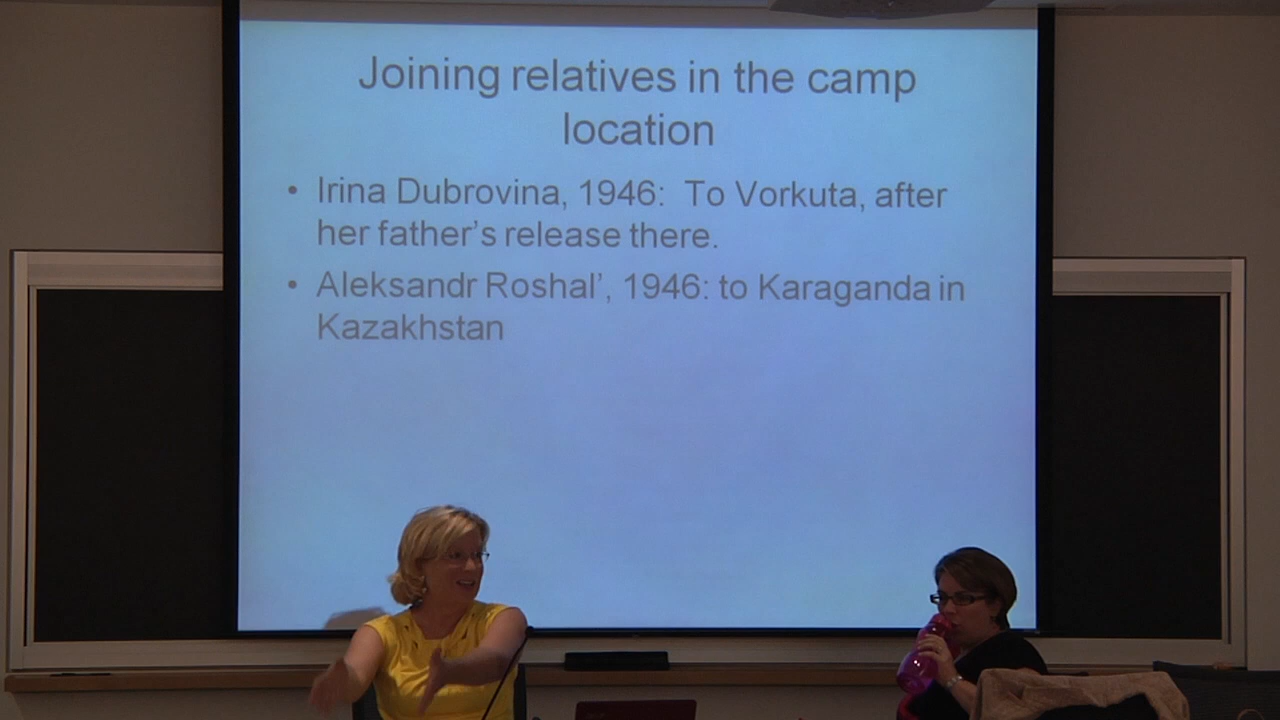 Joining relatives in the camp
location
• Irina Dubrovina, 1946:  To Vorkuta, after
her father’s release there.
• Aleksandr Roshal’, 1946: to Karaganda in
Kazakhstan